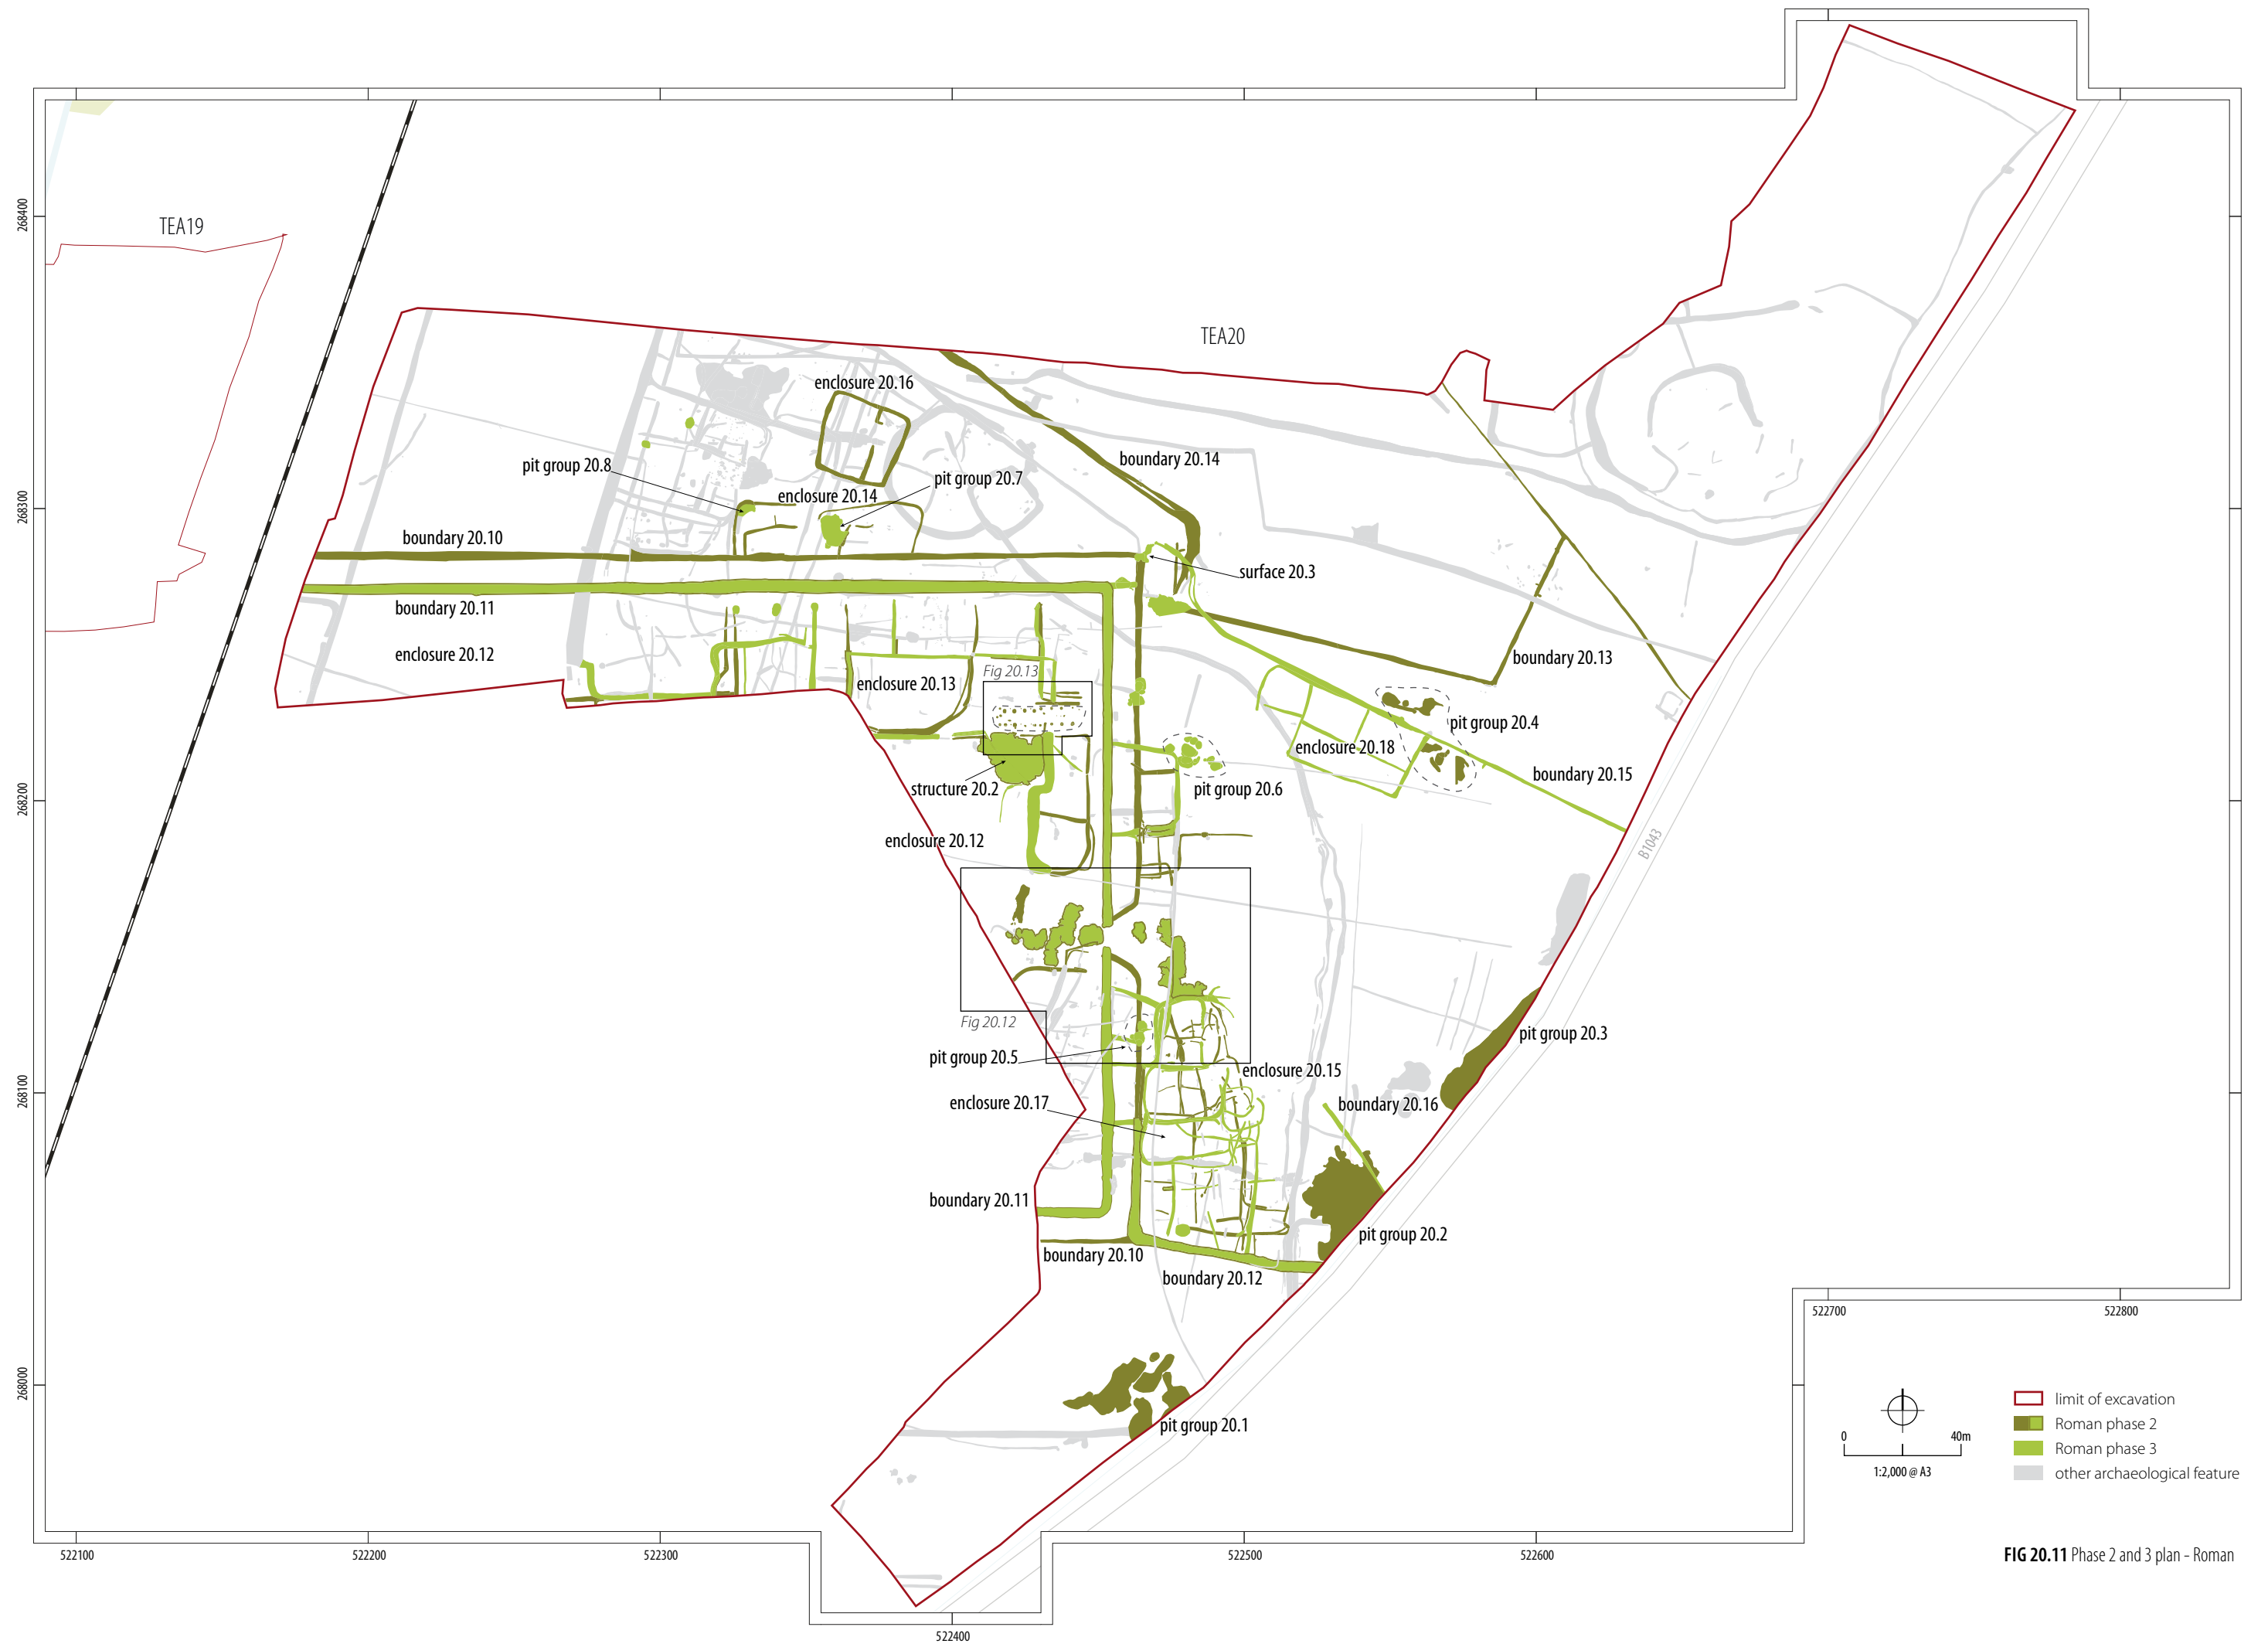 TEA19
TEA20
268400
268300
268200
268100
268000
enclosure 20.16
pit group 20.8
pit group 20.7
enclosure 20.14
boundary 20.14
boundary 20.10
surface 20.3
boundary 20.11
enclosure 20.12
Fig 20.13
enclosure 20.13
boundary 20.13
pit group 20.4
enclosure 20.18
boundary 20.15
structure 20.2
pit group 20.6
enclosure 20.12
B1043
Fig 20.12
pit group 20.3
pit group 20.5
enclosure 20.15
enclosure 20.17
boundary 20.16
boundary 20.11
pit group 20.2
boundary 20.10
boundary 20.12
522700
522800
pit group 20.1
limit of excavation
Roman phase 2
Roman phase 3
other archaeological feature
0
40m
1:2,000 @ A3
522100
522200
522300
522500
522600
522400
FIG 20.11 Phase 2 and 3 plan - Roman